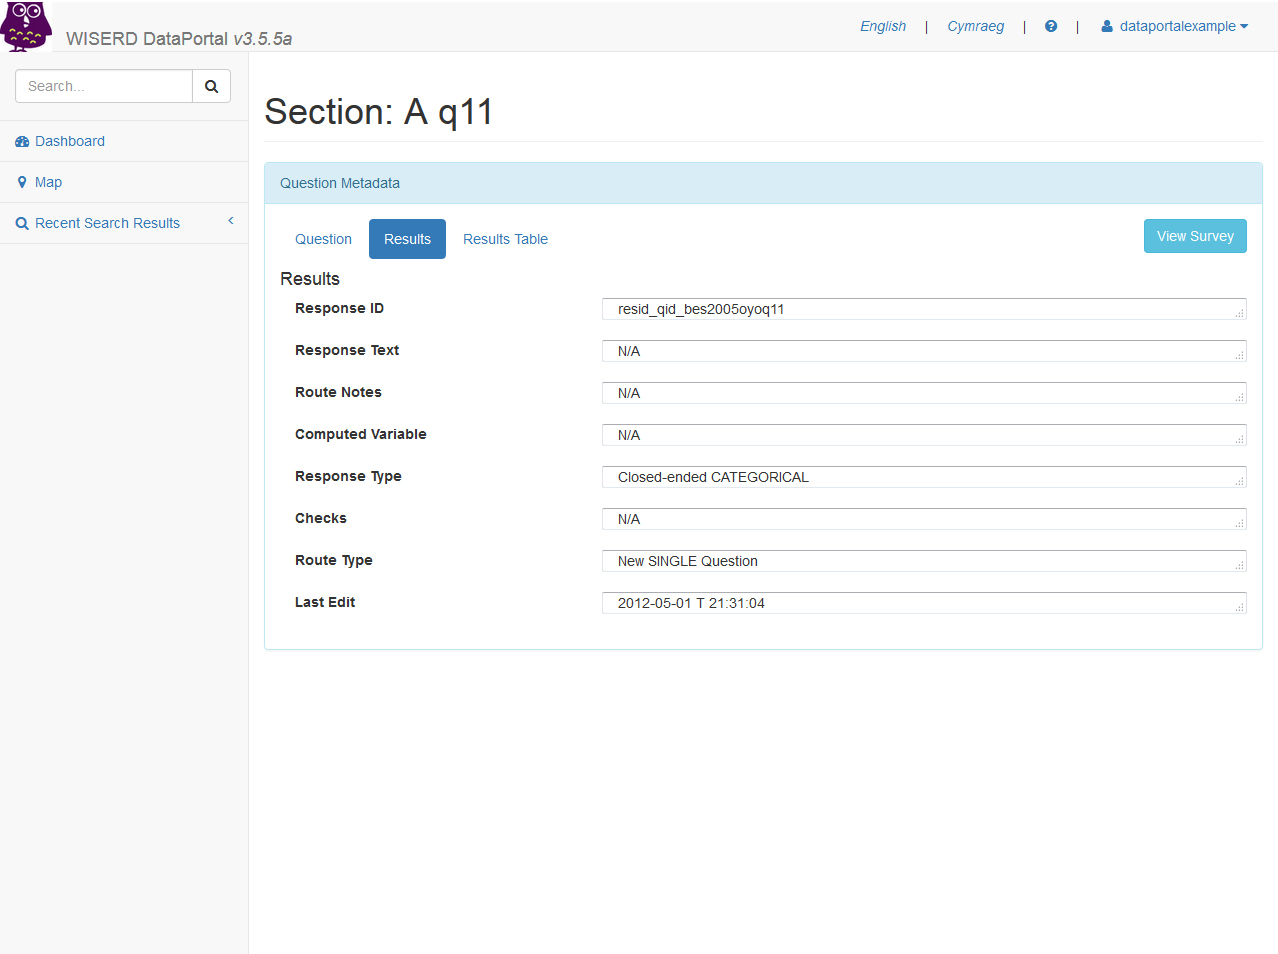 WISERD DataPortal v3.5.5a
English | Cymraeg | | dataportalexample
Search...
Dashboard
Map
Recent Search Results
Section: A q11
Question Metadata
Question Results Results Table View Survey
Results
Response ID resid_qid_bes2005oyoq11
Response Text N/A
Route Notes N/A
Computed Variable N/A
Response Type Closed-ended CATEGORICAL
Checks N/A
Route Type New SINGLE Question
Last Edit 2012-05-01 T 21:31:04